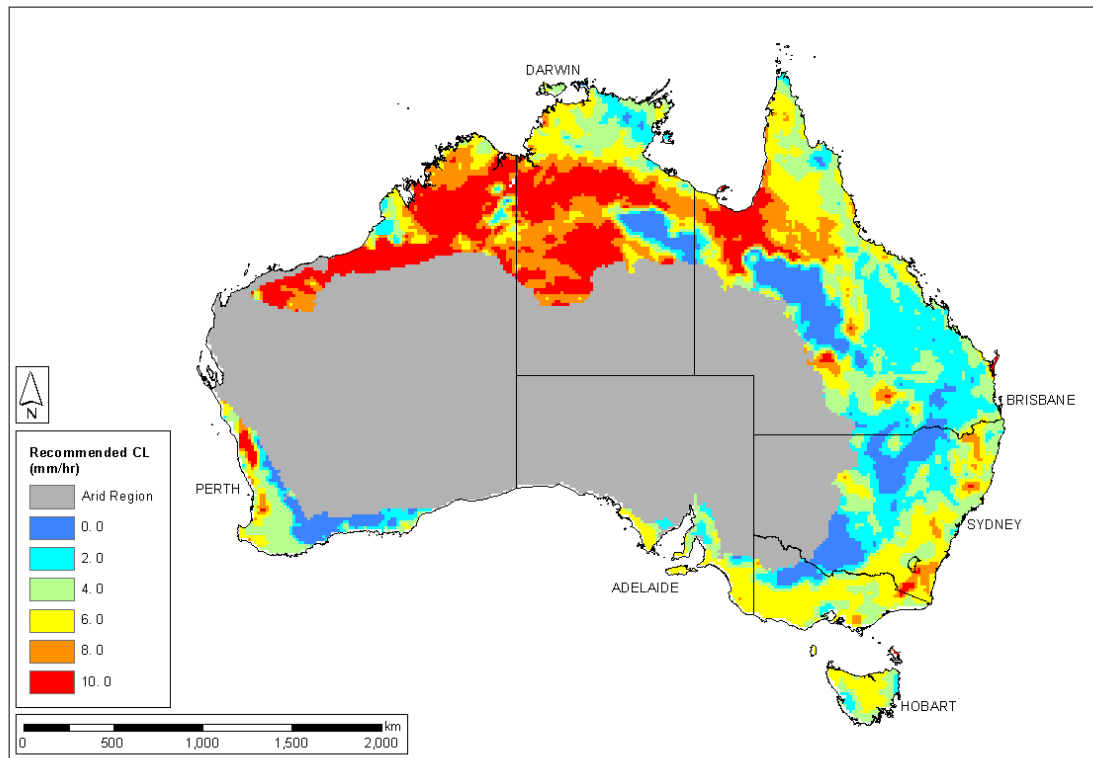 DARWIN
BRISBANE
N
Recommended CL
(mm/hr)
Arid Region
0. 0
2. 0
4. 0
6. 0
8. 0
10. 0
PERTH
SYDNEY
ADELAIDE
HOBART
km
0 500 1,000 1,500 2,000